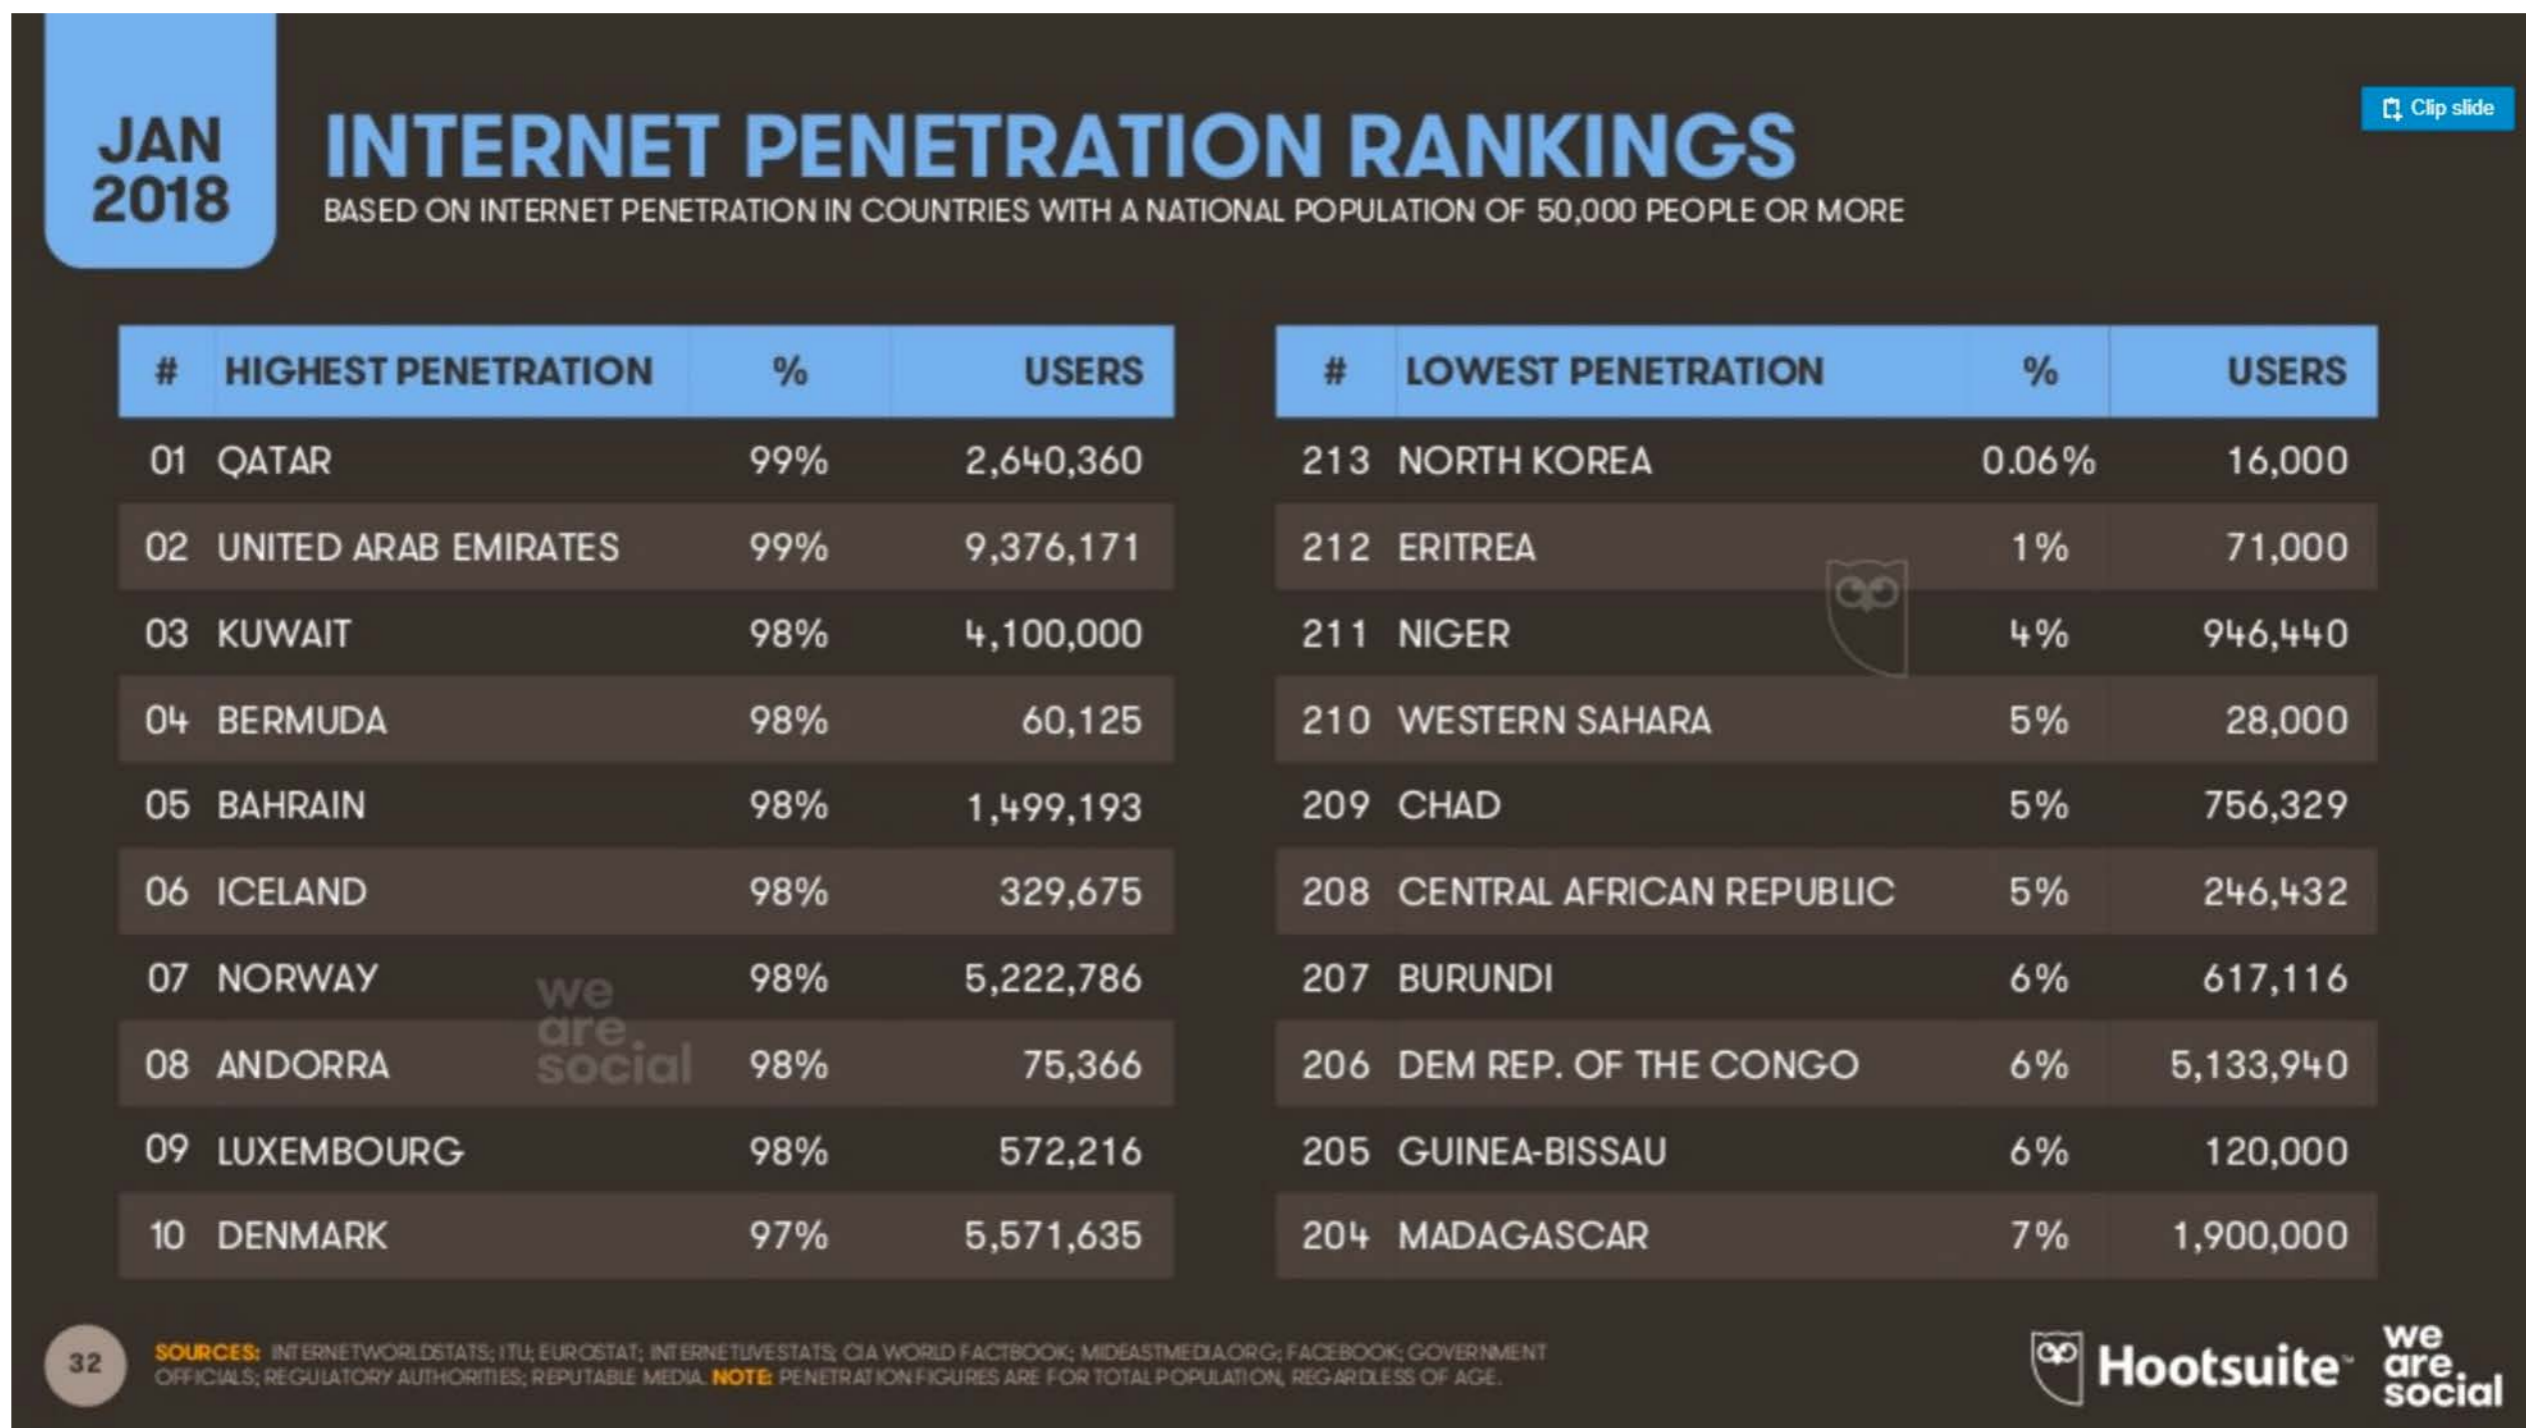 JAN
2018
INTERNET PENETRATION RANKINGS
BASED ON INTERNET PENETRATION IN COUNTRIES WITH A NATIONAL POPULATION OF 50,000 PEOPLE OR MORE
Clip slide
# HIGHEST PENETRATION % USERS
01 QATAR 99% 2,640,360
02 UNITED ARAB EMIRATES 99% 9,376,171
03 KUWAIT 98% 4,100,000
04 BERMUDA 98% 60,125
05 BAHRAIN 98% 1,499,193
06 ICELAND 98% 329,675
07 NORWAY 98% 5,222,786
08 ANDORRA 98% 75,366
09 LUXEMBOURG 98% 572,216
10 DENMARK 97% 5,571,635
we
are.
social
# LOWEST PENETRATION % USERS
213 NORTH KOREA 0.06% 16,000
212 ERITREA 1% 71,000
211 NIGER 4% 946,440
210 WESTERN SAHARA 5% 28,000
209 CHAD 5% 756,329
208 CENTRAL AFRICAN REPUBLIC 5% 246,432
207 BURUNDI 6% 617,116
206 DEM REP. OF THE CONGO 6% 5,133,940
205 GUINEA-BISSAU 6% 120,000
204 MADAGASCAR 7% 1,900,000
32
SOURCES: INTERNETWORLDSTATS; ITU; EUROSTAT; INTERNETLIVESTATS; CIA WORLD FACTBOOK; MIDEASTMEDIA.ORG; FACEBOOK; GOVERNMENT
OFFICIALS; REGULATORY AUTHORITIES; REPUTABLE MEDIA. NOTE: PENETRATION FIGURES ARE FOR TOTAL POPULATION, REGARDLESS OF AGE.
Hootsuite™
we
are.
social